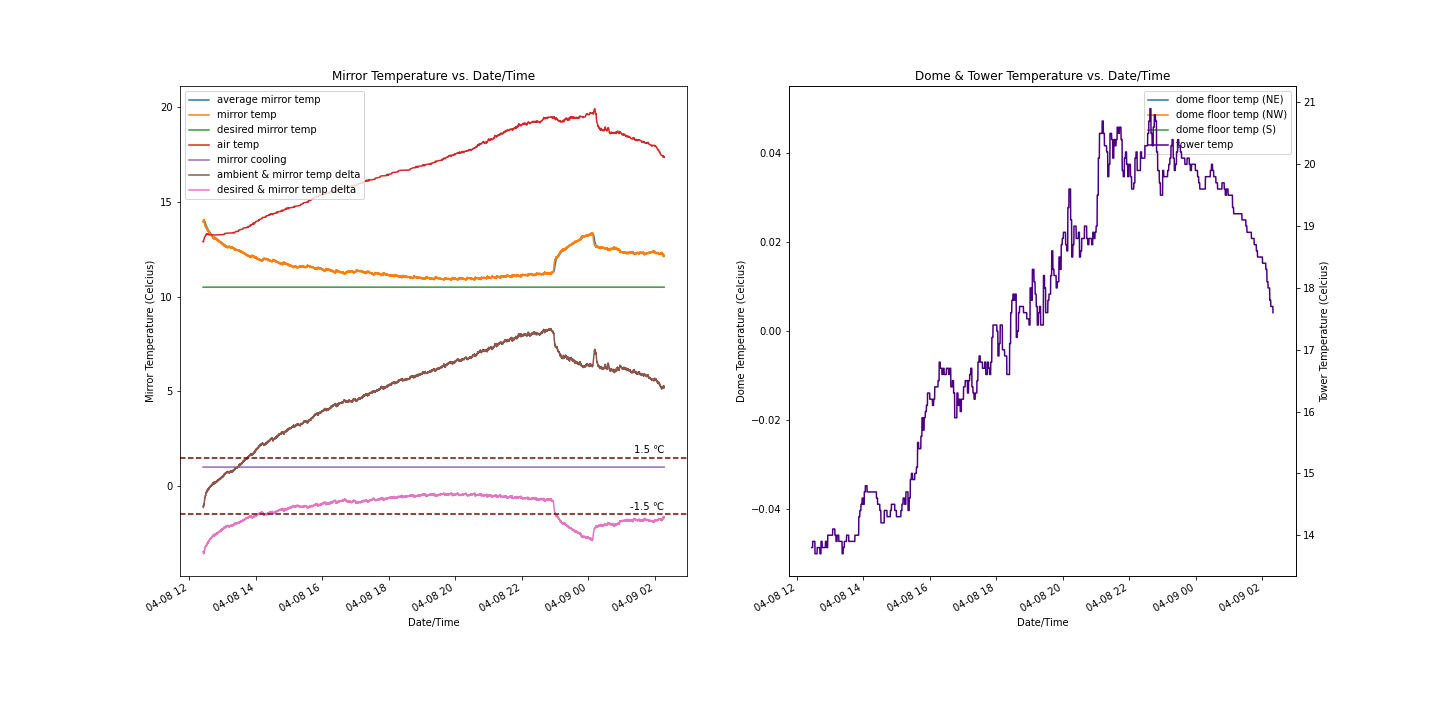 Mirror Temperature vs. Date/Time
average mirror temp
mirror temp
desired mirror temp
air temp
mirror cooling
ambient & mirror temp delta
desired & mirror temp delta
20
15
10
5
0
Mirror Temperature (Celcius)
1.5 °C
-1.5 °C
04-08 12
04-08 14
04-08 16
04-08 18
04-08 20
04-08 22
04-09 00
04-09 02
Date/Time
Dome & Tower Temperature vs. Date/Time
dome floor temp (NE)
dome floor temp (NW)
dome floor temp (S)
tower temp
0.04
0.02
0.00
−0.02
−0.04
Dome Temperature (Celcius)
21
20
19
18
17
16
15
14
Tower Temperature (Celcius)
04-08 12
04-08 14
04-08 16
04-08 18
04-08 20
04-08 22
04-09 00
04-09 02
Date/Time